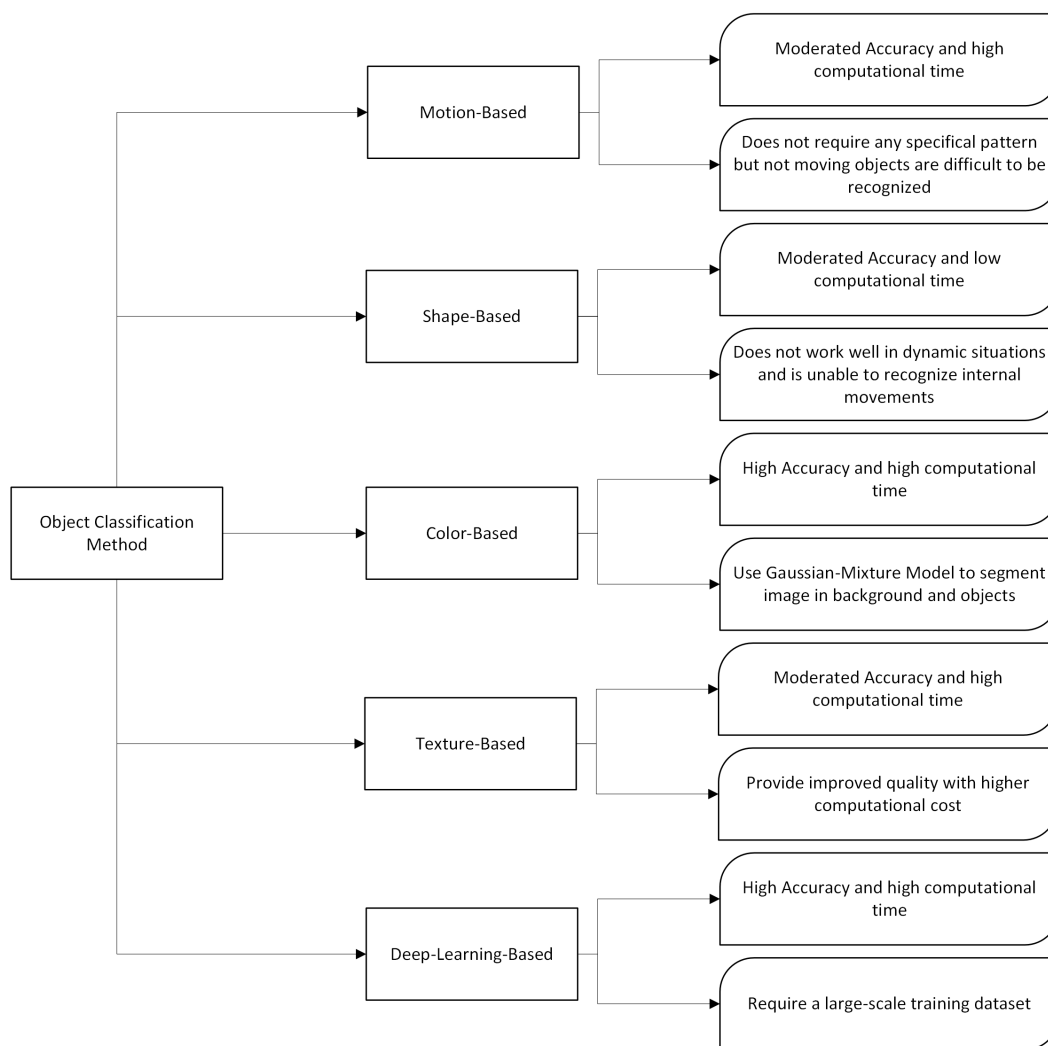 Object Classification
Method
Motion-Based
Moderated Accuracy and high
computational time
Does not require any specifical pattern
but not moving objects are difficult to be
recognized
Shape-Based
Moderated Accuracy and low
computational time
Does not work well in dynamic situations
and is unable to recognize internal
movements
Color-Based
High Accuracy and high computational
time
Use Gaussian-Mixture Model to segment
image in background and objects
Texture-Based
Moderated Accuracy and high
computational time
Provide improved quality with higher
computational cost
Deep-Learning-Based
High Accuracy and high computational
time
Require a large-scale training dataset